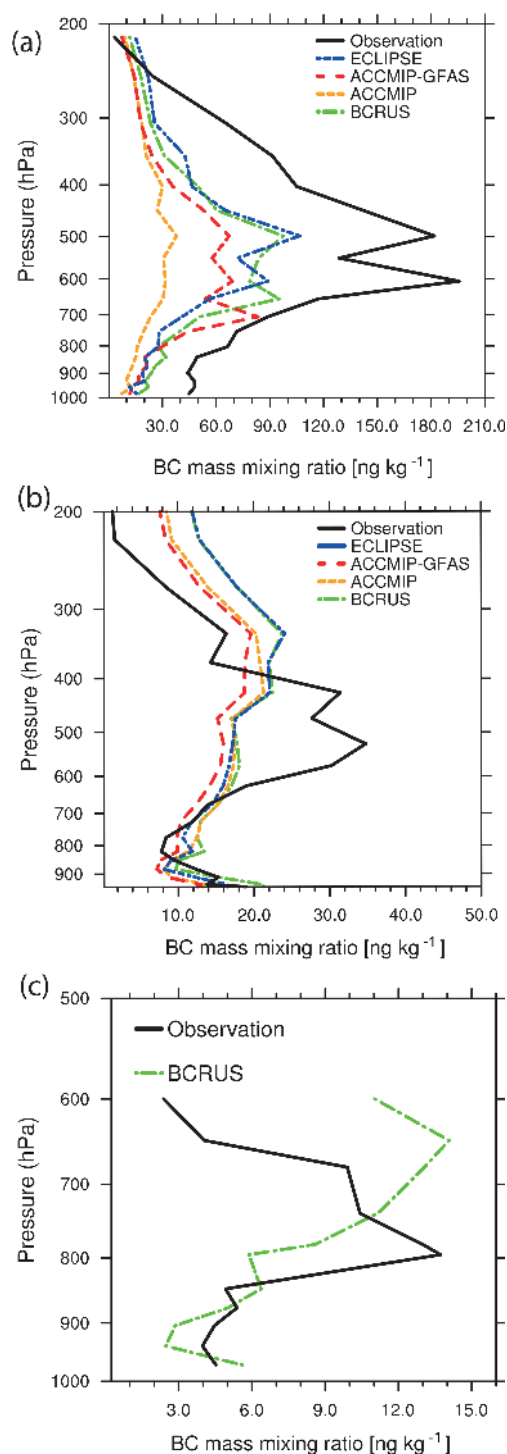 (a)
200
300
400
500
600
700
800
900
1000
Pressure (hPa)
Observation
ECLIPSE
ACCMIP-GFAS
ACCMIP
BCRUS
30.0 60.0 90.0 120.0 150.0 180.0 210.0
BC mass mixing ratio [ng kg⁻¹]
(b)
200
300
400
500
600
700
800
900
Pressure (hPa)
Observation
ECLIPSE
ACCMIP-GFAS
ACCMIP
BCRUS
10.0 20.0 30.0 40.0 50.0
BC mass mixing ratio [ng kg⁻¹]
(c)
500
600
700
800
900
1000
Pressure (hPa)
Observation
BCRUS
3.0 6.0 9.0 12.0 15.0
BC mass mixing ratio [ng kg⁻¹]